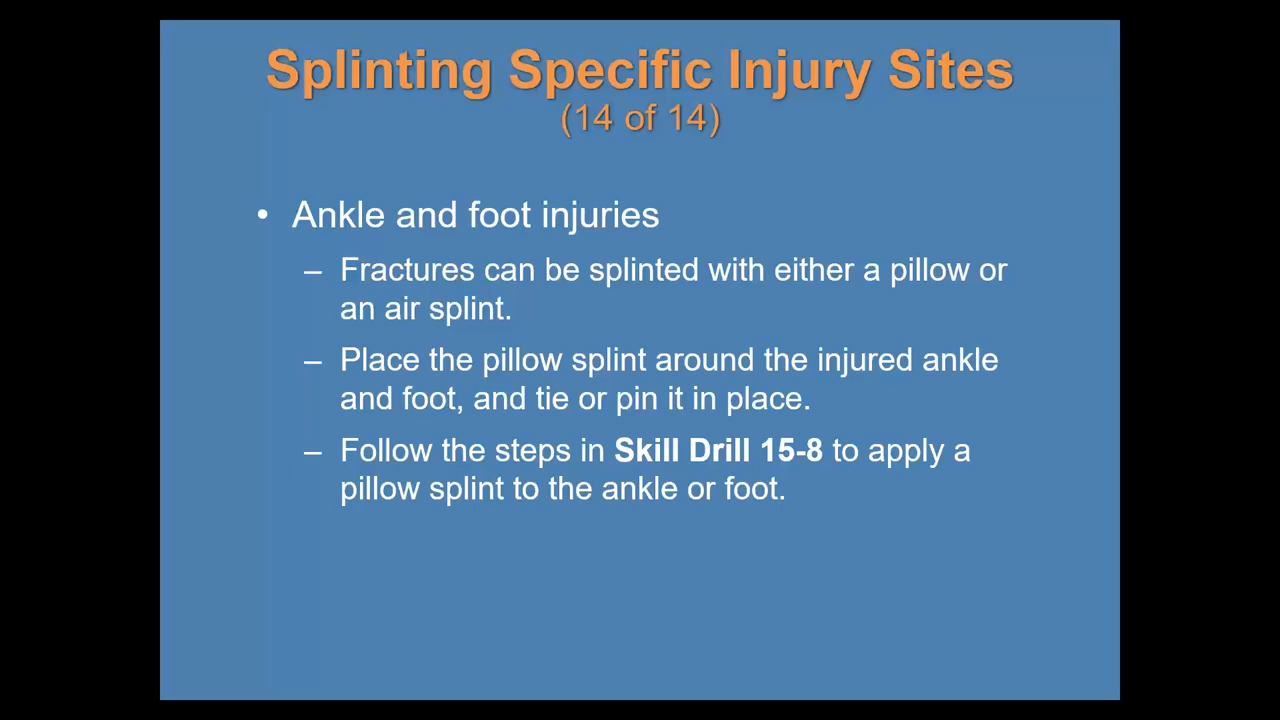 Splinting Specific Injury Sites
(14 of 14)
• Ankle and foot injuries
– Fractures can be splinted with either a pillow or
an air splint.
– Place the pillow splint around the injured ankle
and foot, and tie or pin it in place.
– Follow the steps in Skill Drill 15-8 to apply a
pillow splint to the ankle or foot.